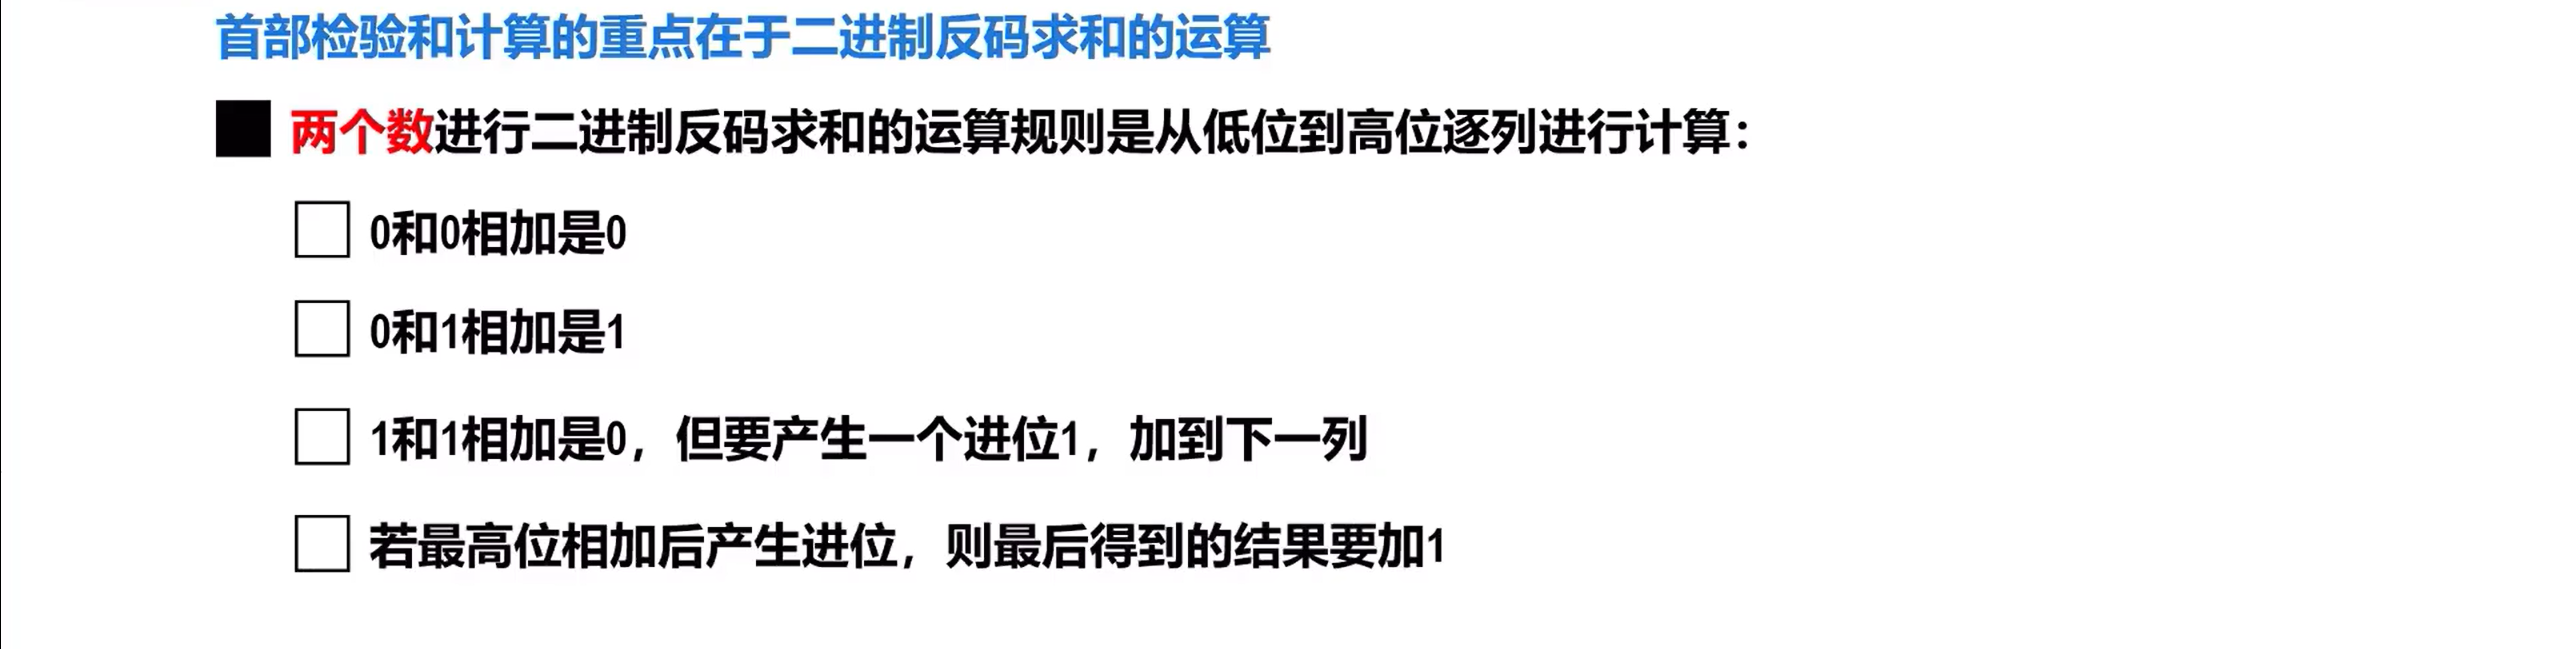 首部检验和计算的重点在于二进制反码求和的运算
两个数进行二进制反码求和的运算规则是从低位到高位逐列进行计算：
0和0相加是0
0和1相加是1
1和1相加是0，但要产生一个进位1，加到下一列
若最高位相加后产生进位，则最后得到的结果要加1